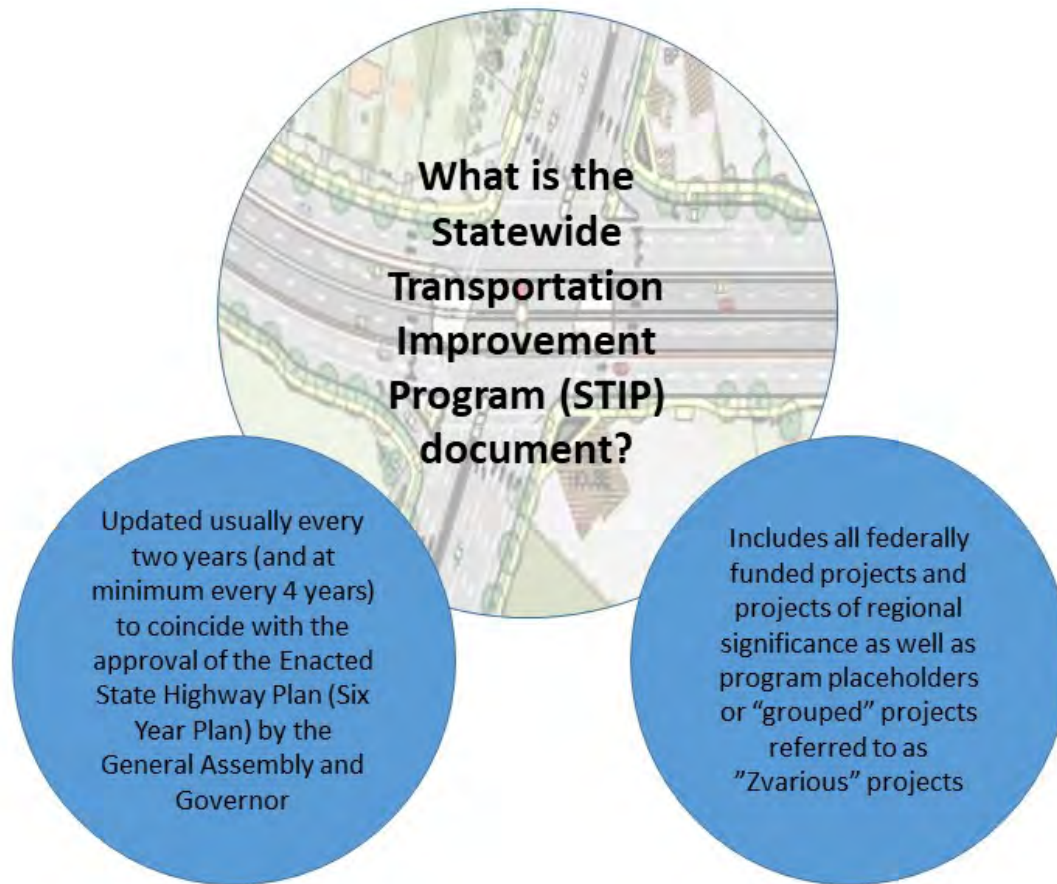 What is the
Statewide
Transportation
Improvement
Program (STIP)
document?
Updated usually every
two years (and at
minimum every 4 years)
to coincide with the
approval of the Enacted
State Highway Plan (Six
Year Plan) by the
General Assembly and
Governor
Includes all federally
funded projects and
projects of regional
significance as well as
program placeholders
or “grouped” projects
referred to as
”Zvarious” projects